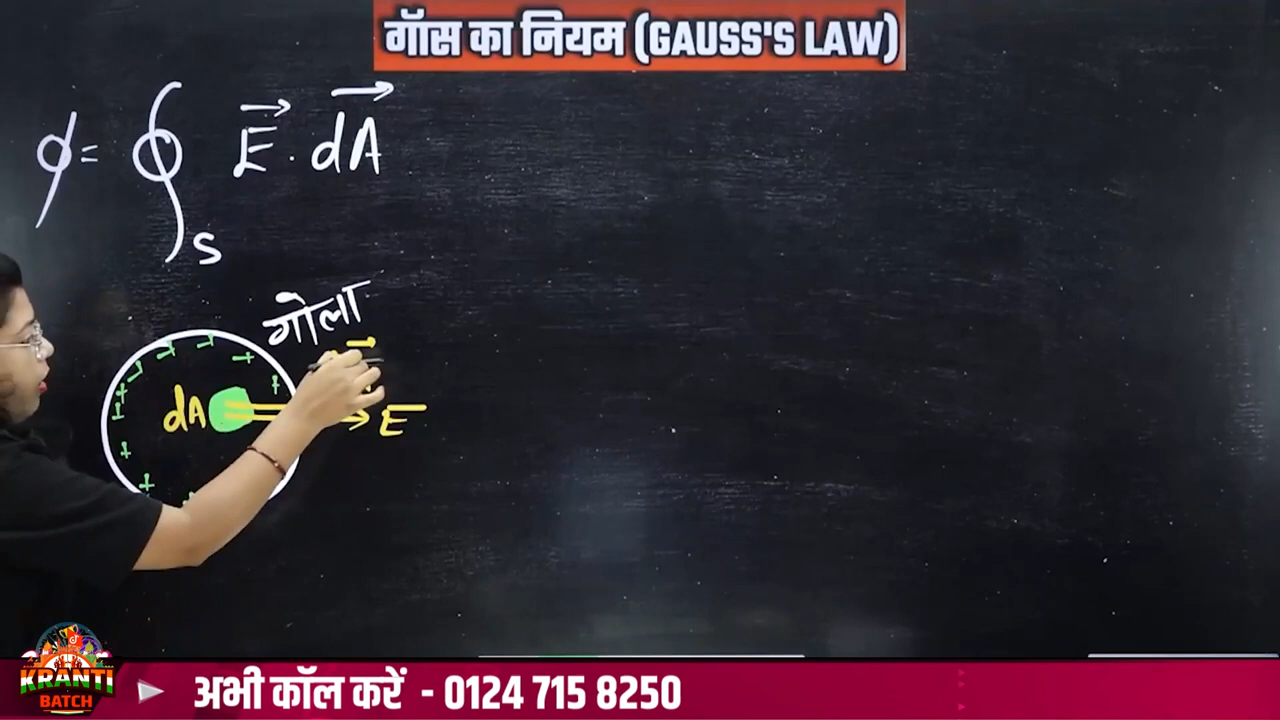 गॉस का नियम (GAUSS'S LAW)
φ = ∮ E⃗ . dA⃗
S
गोला
dA
E
KRANTI
BATCH
अभी कॉल करें - 0124 715 8250